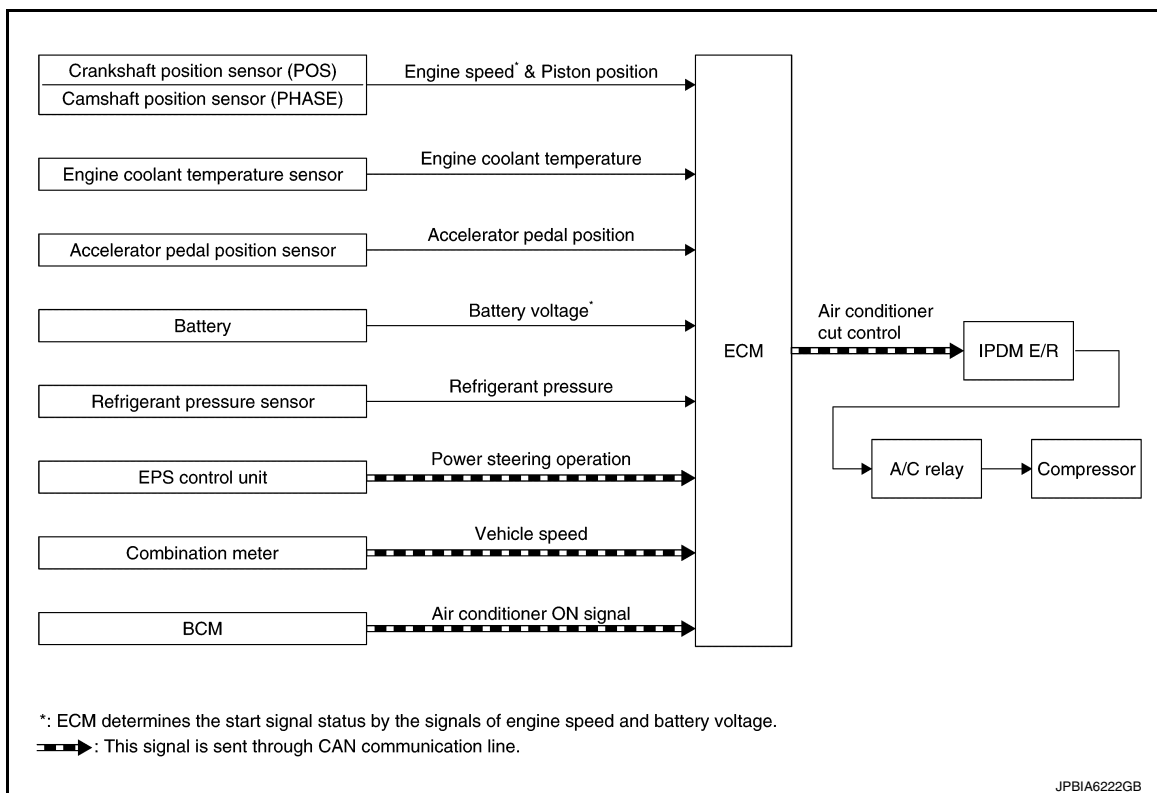 Crankshaft position sensor (POS)
Camshaft position sensor (PHASE)
Engine speed* & Piston position
Engine coolant temperature sensor
Engine coolant temperature
Accelerator pedal position sensor
Accelerator pedal position
Battery
Battery voltage*
Refrigerant pressure sensor
Refrigerant pressure
EPS control unit
Power steering operation
Combination meter
Vehicle speed
BCM
Air conditioner ON signal
ECM
Air conditioner
cut control
IPDM E/R
A/C relay
Compressor
*: ECM determines the start signal status by the signals of engine speed and battery voltage.
: This signal is sent through CAN communication line.
JPBIA6222GB